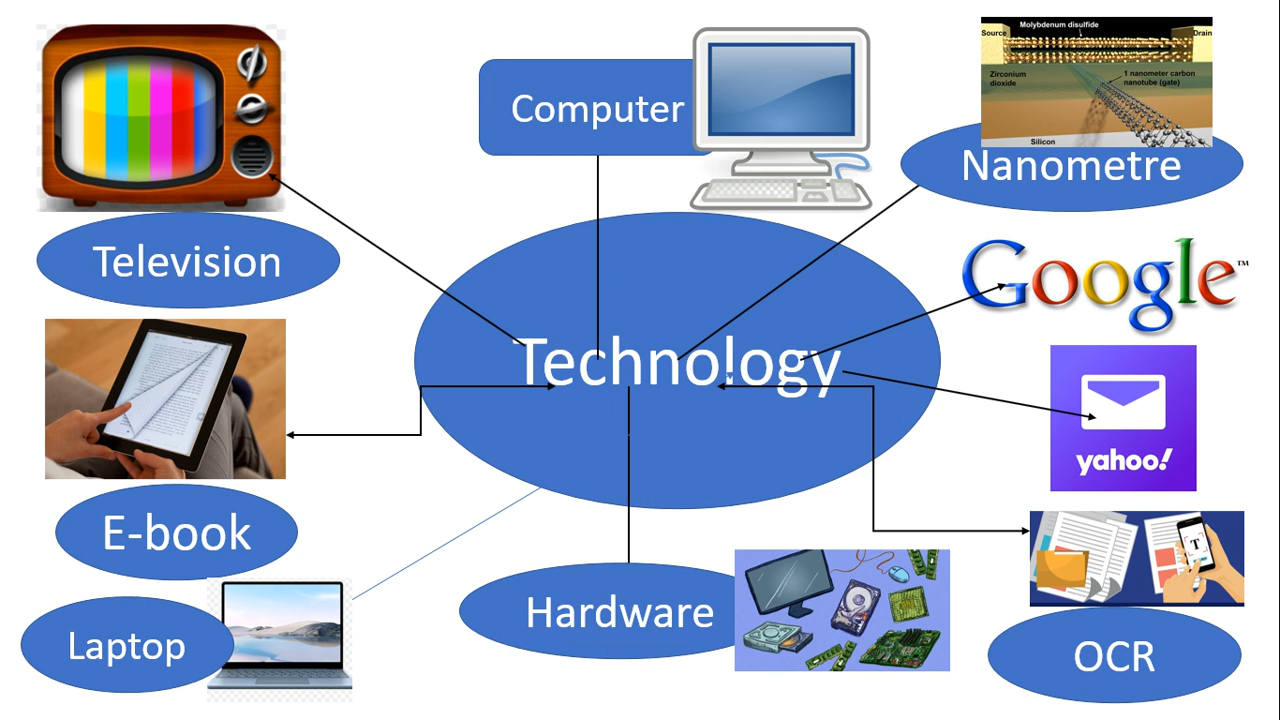 Molybdenum disulfide
Source
Drain
Zirconium
dioxide
1 nanometer carbon
nanotube (gate)
Silicon
Computer
Nanometre
Television
Google™
Technology
yahoo!
E-book
T
Hardware
Laptop
OCR